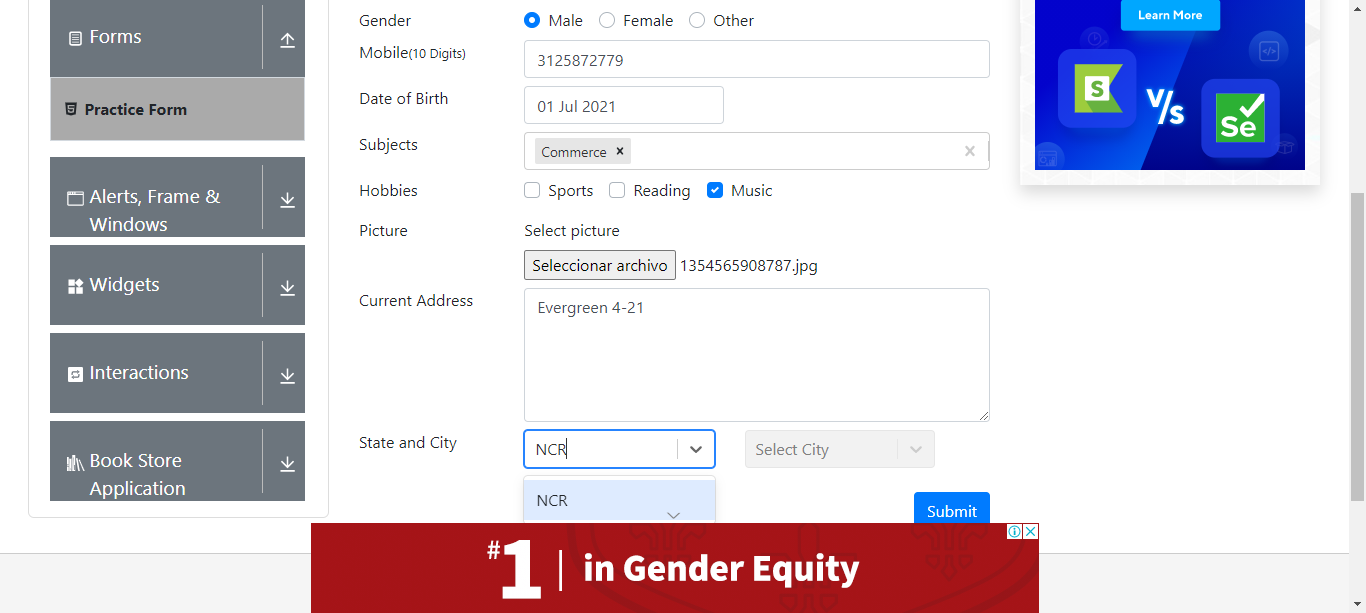 Forms
Practice Form
Alerts, Frame &
Windows
Widgets
Interactions
Book Store
Application
Gender
Male
Female
Other
Mobile(10 Digits)
3125872779
Date of Birth
01 Jul 2021
Subjects
Commerce ×
×
Hobbies
Sports
Reading
Music
Picture
Select picture
Seleccionar archivo 1354565908787.jpg
Current Address
Evergreen 4-21
State and City
NCR
Select City
NCR
Submit
Learn More
S
V/s
Se
#1 | in Gender Equity